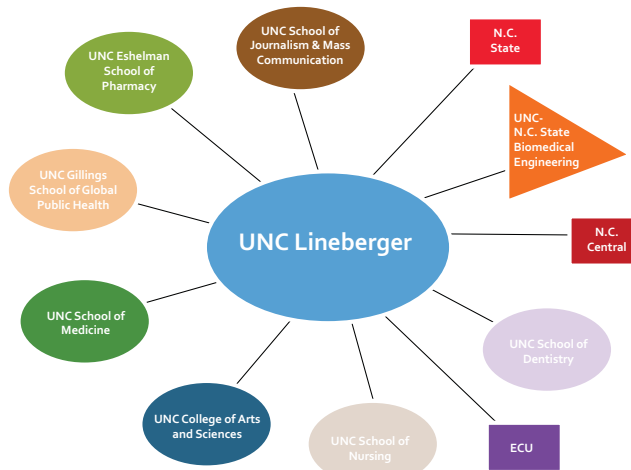 UNC School of
Journalism & Mass
Communication
N.C.
State
UNC Eshelman
School of
Pharmacy
UNC-
N.C. State
Biomedical
Engineering
UNC Gillings
School of Global
Public Health
UNC Lineberger
N.C.
Central
UNC School of
Medicine
UNC School of
Dentistry
UNC College of Arts
and Sciences
UNC School of
Nursing
ECU